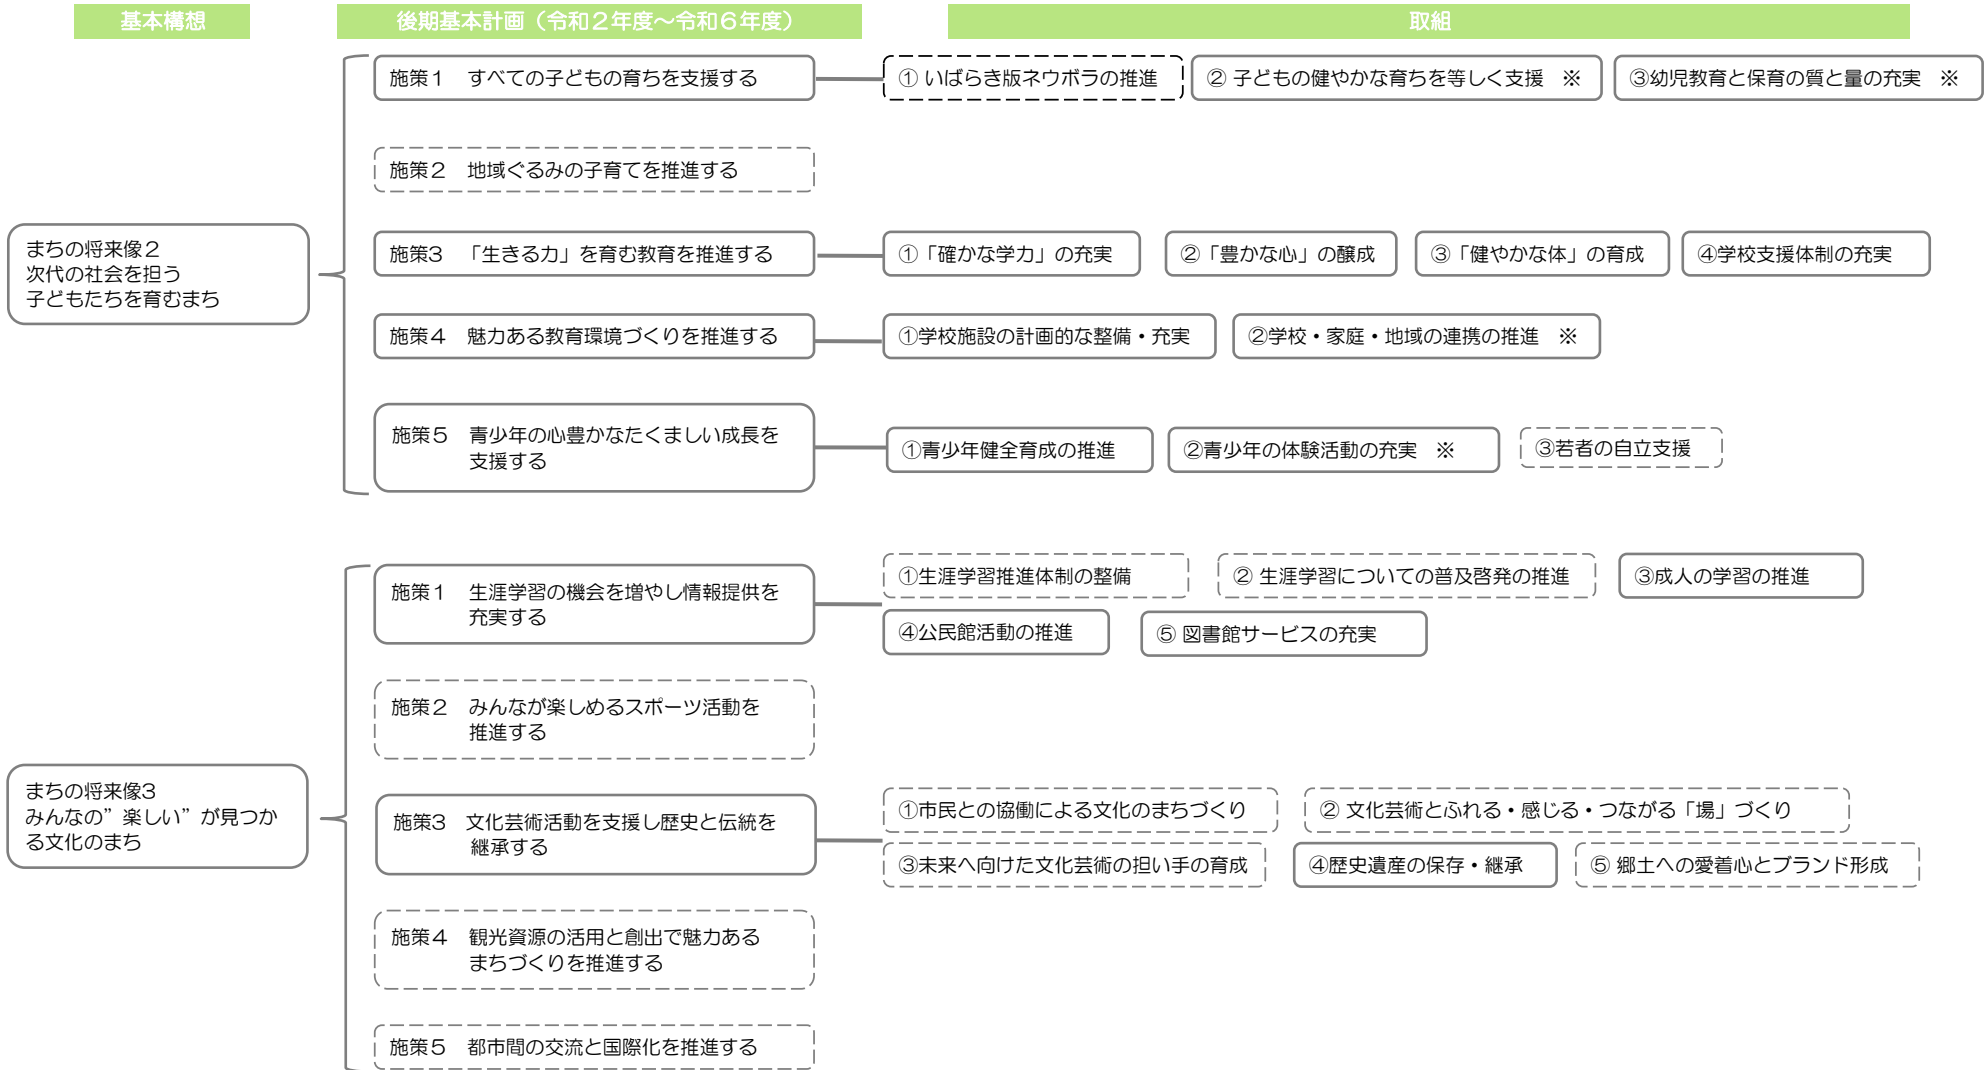 基本構想
後期基本計画（令和２年度～令和６年度）
取組
まちの将来像２
次代の社会を担う
子どもたちを育むまち
施策１　すべての子どもの育ちを支援する
① いばらき版ネウボラの推進
② 子どもの健やかな育ちを等しく支援　※
③幼児教育と保育の質と量の充実　※
施策２　地域ぐるみの子育てを推進する
施策3　「生きる力」を育む教育を推進する
①「確かな学力」の充実
②「豊かな心」の醸成
③「健やかな体」の育成
④学校支援体制の充実
施策４　魅力ある教育環境づくりを推進する
①学校施設の計画的な整備・充実
②学校・家庭・地域の連携の推進　※
施策５　青少年の心豊かなたくましい成長を
支援する
①青少年健全育成の推進
②青少年の体験活動の充実　※
③若者の自立支援
まちの将来像3
みんなの”楽しい”が見つか
る文化のまち
施策１　生涯学習の機会を増やし情報提供を
充実する
①生涯学習推進体制の整備
② 生涯学習についての普及啓発の推進
③成人の学習の推進
④公民館活動の推進
⑤ 図書館サービスの充実
施策２　みんなが楽しめるスポーツ活動を
推進する
施策3　文化芸術活動を支援し歴史と伝統を
継承する
①市民との協働による文化のまちづくり
② 文化芸術とふれる・感じる・つながる「場」づくり
③未来へ向けた文化芸術の担い手の育成
④歴史遺産の保存・継承
⑤ 郷土への愛着心とブランド形成
施策４　観光資源の活用と創出で魅力ある
まちづくりを推進する
施策５　都市間の交流と国際化を推進する